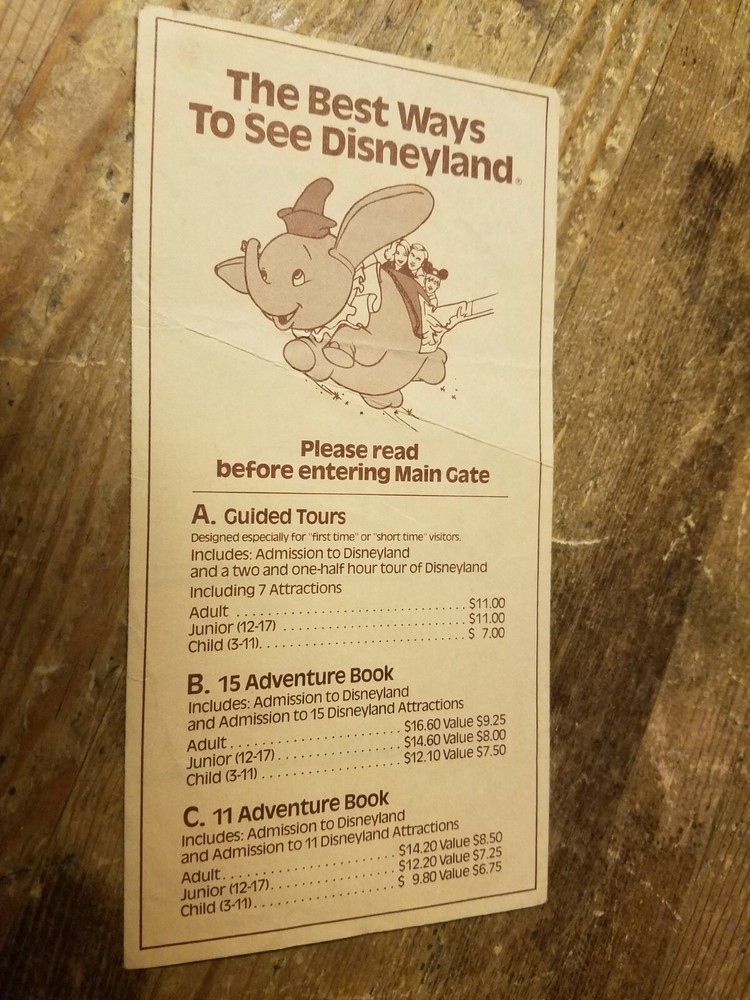 The Best Ways
To See Disneyland®
Please read
before entering Main Gate
A. Guided Tours
Designed especially for "first time" or "short time" visitors.
Includes: Admission to Disneyland
and a two and one-half hour tour of Disneyland
Including 7 Attractions
Adult . . . . . . . . . . . . . . . . . . . . . . . . . . . . . . $11.00
Junior (12-17) . . . . . . . . . . . . . . . . . . . . . . . . $11.00
Child (3-11). . . . . . . . . . . . . . . . . . . . . . . . . . . $ 7.00
B. 15 Adventure Book
Includes: Admission to Disneyland
and Admission to 15 Disneyland Attractions
Adult . . . . . . . . . . . . . . . . . . . . . . $16.60 Value $9.25
Junior (12-17) . . . . . . . . . . . . . . . . $14.60 Value $8.00
Child (3-11) . . . . . . . . . . . . . . . . . . $12.10 Value $7.50
C. 11 Adventure Book
Includes: Admission to Disneyland
and Admission to 11 Disneyland Attractions
Adult . . . . . . . . . . . . . . . . . . . . . . $14.20 Value $8.50
Junior (12-17). . . . . . . . . . . . . . . . . $12.20 Value $7.25
Child (3-11). . . . . . . . . . . . . . . . . . . $ 9.80 Value $6.75